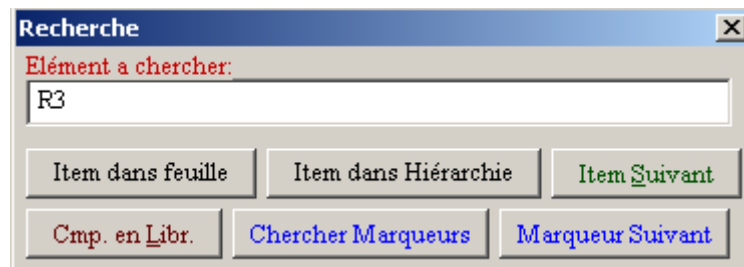 Recherche
Elément a chercher:
R3
Item dans feuille Item dans Hiérarchie Item Suivant
Cmp. en Libr. Chercher Marqueurs Marqueur Suivant